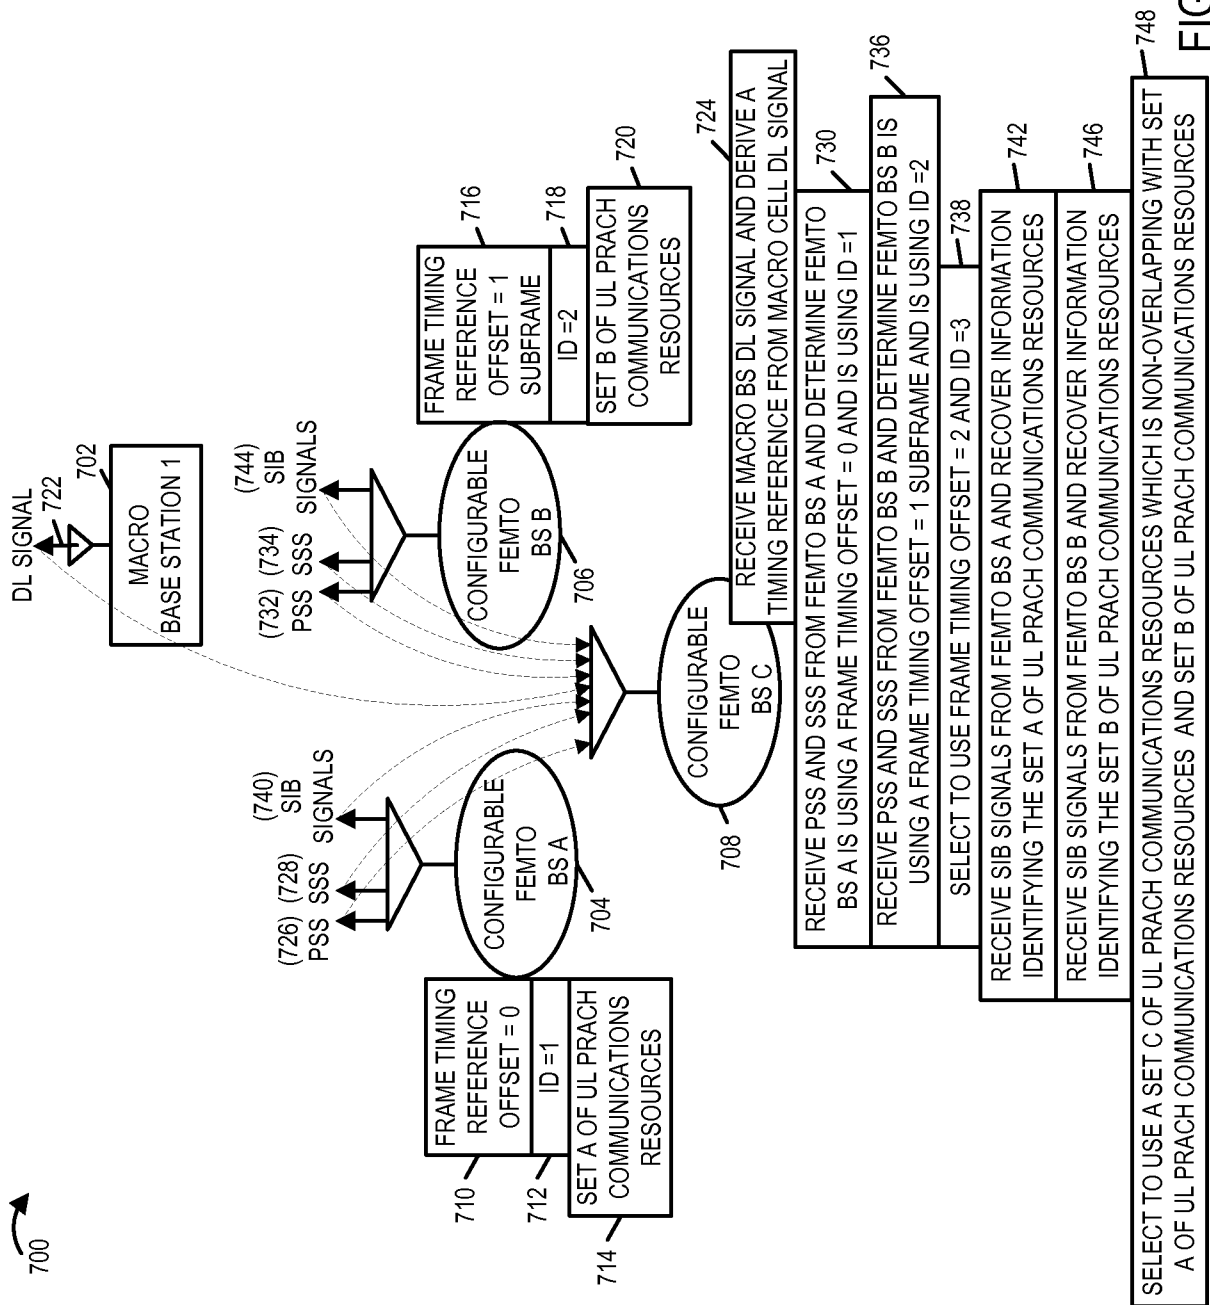 700
DL SIGNAL
722
702
MACRO
BASE STATION 1
(726)
PSS
(728)
SSS
(740)
SIB
SIGNALS
CONFIGURABLE
FEMTO
BS A
704
710
FRAME TIMING
REFERENCE
OFFSET = 0
712
ID =1
714
SET A OF UL PRACH
COMMUNICATIONS
RESOURCES
(732)
PSS
(734)
SSS
(744)
SIB
SIGNALS
CONFIGURABLE
FEMTO
BS B
706
FRAME TIMING
REFERENCE
OFFSET = 1
SUBFRAME
716
ID =2
718
SET B OF UL PRACH
COMMUNICATIONS
RESOURCES
720
CONFIGURABLE
FEMTO
BS C
708
RECEIVE MACRO BS DL SIGNAL AND DERIVE A
TIMING REFERENCE FROM MACRO CELL DL SIGNAL
724
RECEIVE PSS AND SSS FROM FEMTO BS A AND DETERMINE FEMTO
BS A IS USING A FRAME TIMING OFFSET = 0 AND IS USING ID =1
730
RECEIVE PSS AND SSS FROM FEMTO BS B AND DETERMINE FEMTO BS B IS
USING A FRAME TIMING OFFSET = 1 SUBFRAME AND IS USING ID =2
736
SELECT TO USE FRAME TIMING OFFSET = 2 AND ID =3
738
RECEIVE SIB SIGNALS FROM FEMTO BS A AND RECOVER INFORMATION
IDENTIFYING THE SET A OF UL PRACH COMMUNICATIONS RESOURCES
742
RECEIVE SIB SIGNALS FROM FEMTO BS B AND RECOVER INFORMATION
IDENTIFYING THE SET B OF UL PRACH COMMUNICATIONS RESOURCES
746
SELECT TO USE A SET C OF UL PRACH COMMUNICATIONS RESOURCES WHICH IS NON-OVERLAPPING WITH SET
A OF UL PRACH COMMUNICATIONS RESOURCES AND SET B OF UL PRACH COMMUNICATIONS RESOURCES
748